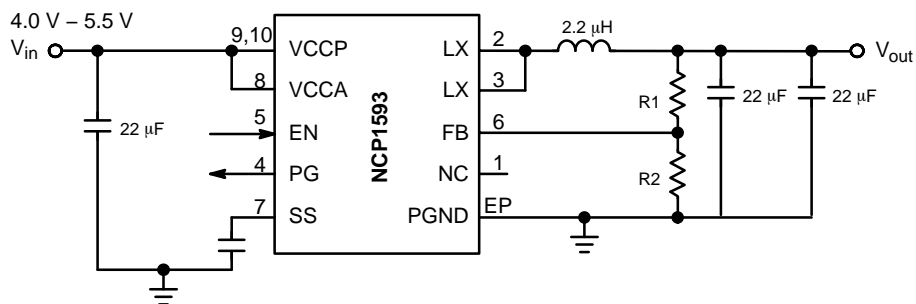 4.0 V – 5.5 V
Vin
9,10
VCCP
LX
2
2.2 μH
Vout
8
VCCA
LX
3
R1
22 μF
22 μF
22 μF
5
EN
NCP1593
FB
6
4
PG
NC
1
R2
7
SS
PGND
EP